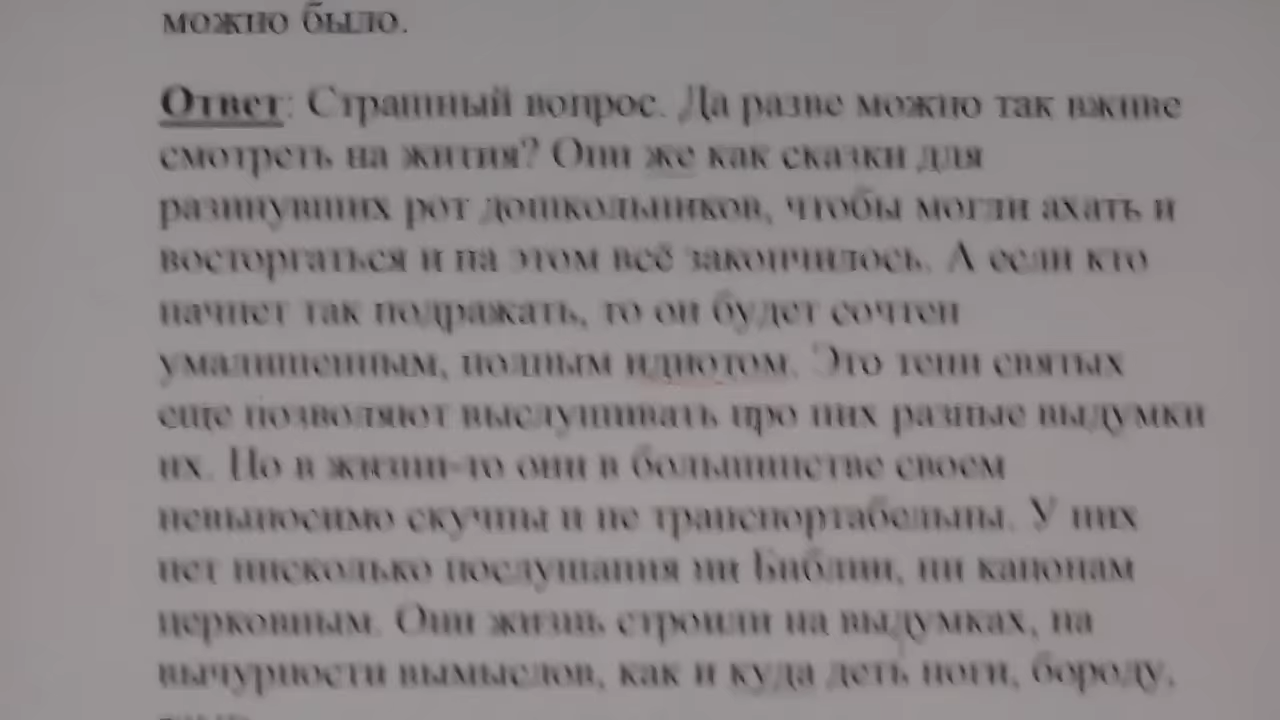 можно было.
Ответ: Страшный вопрос. Да разве можно так вживе
смотреть на жития? Они же как сказки для
разинувших рот дошкольников, чтобы могли ахать и
восторгаться и на этом всё закончилось. А если кто
начнет так подражать, то он будет сочтен
умалишенным, полным идиотом. Это тени святых
еще позволяют выслушивать про них разные выдумки
их. Но в жизни-то они в большинстве своем
невыносимо скучны и не транспортабельны. У них
нет нисколько послушания ни Библии, ни канонам
церковным. Они жизнь строили на выдумках, на
вычурности вымыслов, как и куда деть ноги, бороду,